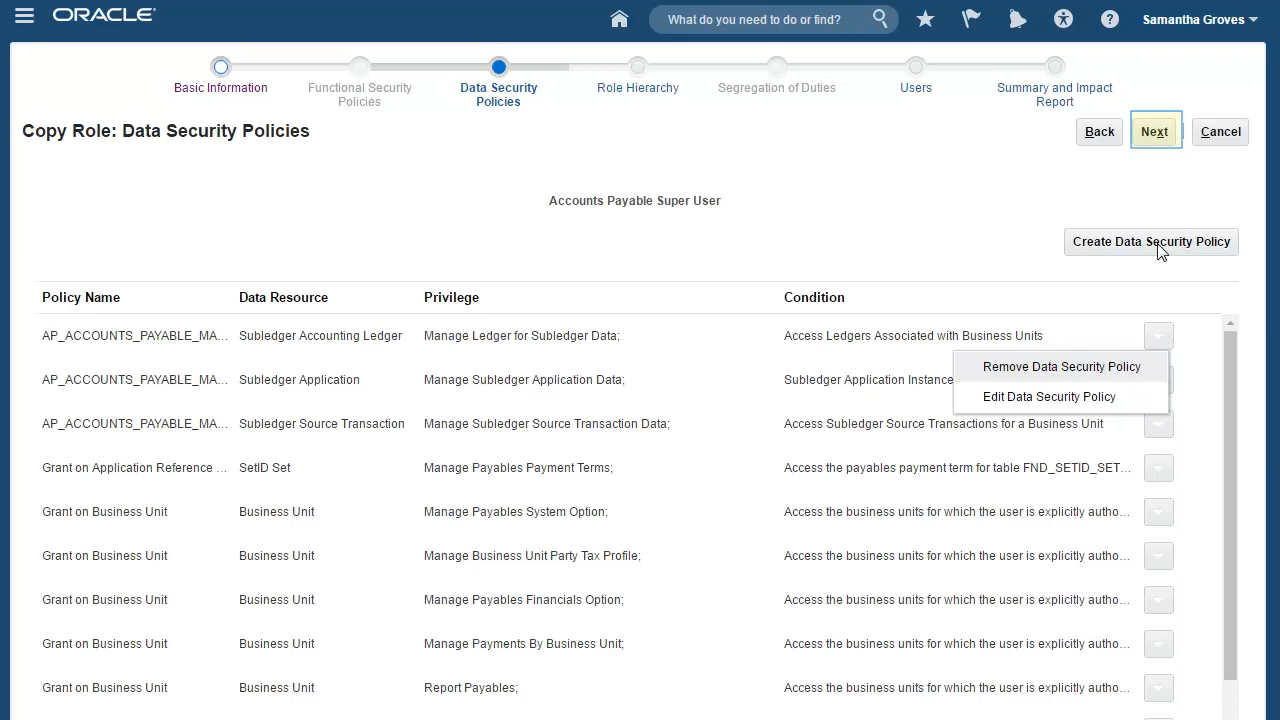 ORACLE
What do you need to do or find?
Samantha Groves
Basic Information
Functional Security
Policies
Data Security
Policies
Role Hierarchy
Segregation of Duties
Users
Summary and Impact
Report
Copy Role: Data Security Policies
Back
Next
Cancel
Accounts Payable Super User
Create Data Security Policy
Policy Name Data Resource Privilege Condition
AP_ACCOUNTS_PAYABLE_MA... Subledger Accounting Ledger Manage Ledger for Subledger Data; Access Ledgers Associated with Business Units
Remove Data Security Policy
Edit Data Security Policy
AP_ACCOUNTS_PAYABLE_MA... Subledger Application Manage Subledger Application Data; Subledger Application Instance
AP_ACCOUNTS_PAYABLE_MA... Subledger Source Transaction Manage Subledger Source Transaction Data; Access Subledger Source Transactions for a Business Unit
Grant on Application Reference ... SetID Set Manage Payables Payment Terms; Access the payables payment term for table FND_SETID_SET...
Grant on Business Unit Business Unit Manage Payables System Option; Access the business units for which the user is explicitly autho...
Grant on Business Unit Business Unit Manage Business Unit Party Tax Profile; Access the business units for which the user is explicitly autho...
Grant on Business Unit Business Unit Manage Payables Financials Option; Access the business units for which the user is explicitly autho...
Grant on Business Unit Business Unit Manage Payments By Business Unit; Access the business units for which the user is explicitly autho...
Grant on Business Unit Business Unit Report Payables; Access the business units for which the user is explicitly autho...